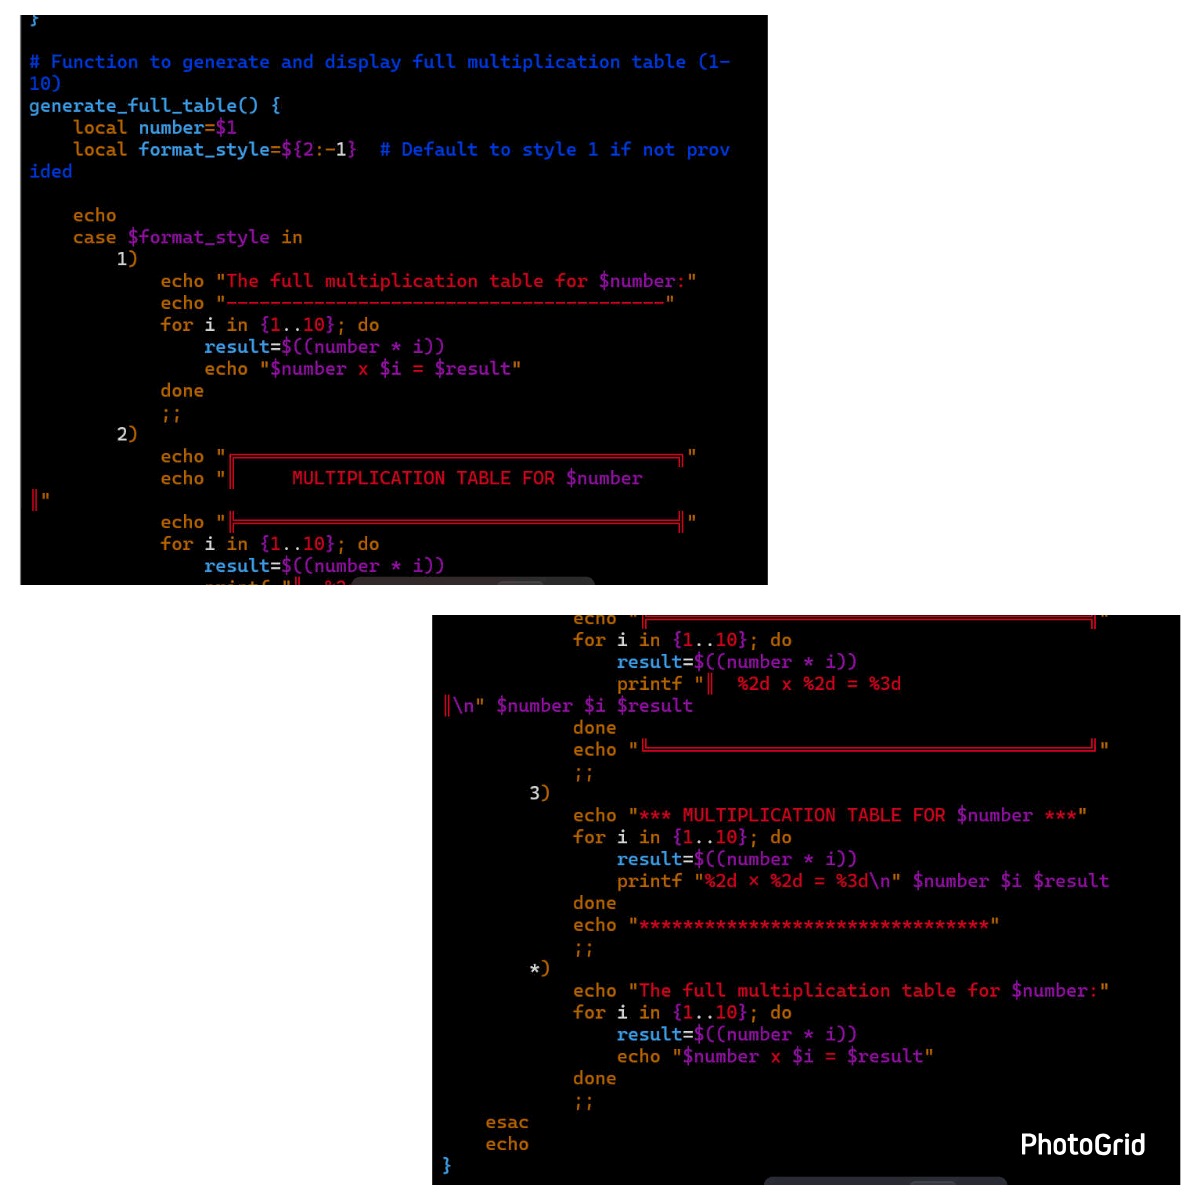 }
# Function to generate and display full multiplication table (1-
10)
generate_full_table() {
    local number=$1
    local format_style=${2:-1}  # Default to style 1 if not prov
ided
    echo
    case $format_style in
        1)
            echo "The full multiplication table for $number:"
            echo "----------------------------------------"
            for i in {1..10}; do
                result=$((number * i))
                echo "$number x $i = $result"
            done
            ;;
        2)
            echo "╔════════════════════════════════════════╗"
            echo "║     MULTIPLICATION TABLE FOR $number
║"
            echo "╠════════════════════════════════════════╣"
            for i in {1..10}; do
                result=$((number * i))
            echo "╠════════════════════════════════════════╣"
            for i in {1..10}; do
                result=$((number * i))
                printf "║  %2d x %2d = %3d
║\n" $number $i $result
            done
            echo "╚════════════════════════════════════════╝"
            ;;
        3)
            echo "*** MULTIPLICATION TABLE FOR $number ***"
            for i in {1..10}; do
                result=$((number * i))
                printf "%2d × %2d = %3d\n" $number $i $result
            done
            echo "********************************"
            ;;
        *)
            echo "The full multiplication table for $number:"
            for i in {1..10}; do
                result=$((number * i))
                echo "$number x $i = $result"
            done
            ;;
    esac
    echo
}
PhotoGrid